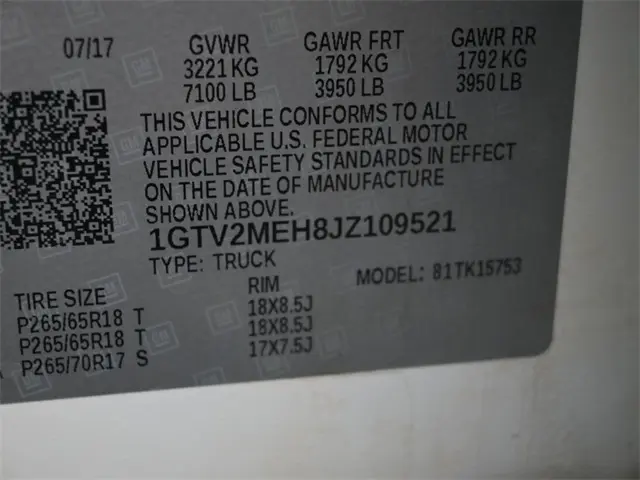 07/17 GVWR GAWR FRT GAWR RR
3221 KG 1792 KG 1792 KG
7100 LB 3950 LB 3950 LB
THIS VEHICLE CONFORMS TO ALL
APPLICABLE U.S. FEDERAL MOTOR
VEHICLE SAFETY STANDARDS IN EFFECT
ON THE DATE OF MANUFACTURE
SHOWN ABOVE.
1GTV2MEH8JZ109521
TYPE: TRUCK MODEL: 81TK15753
TIRE SIZE RIM
P265/65R18 T 18X8.5J
P265/65R18 T 18X8.5J
P265/70R17 S 17X7.5J